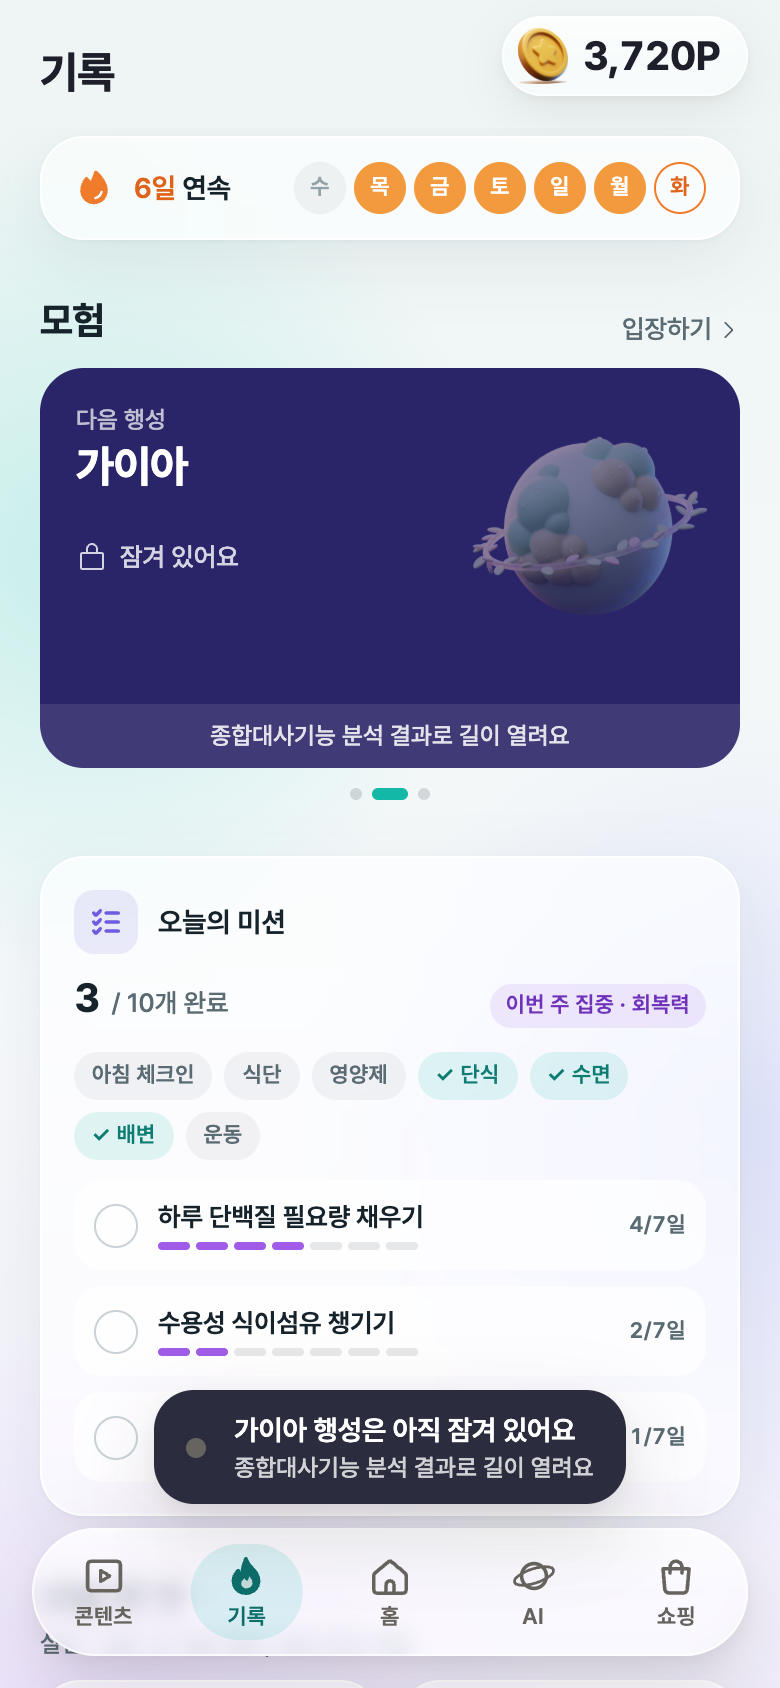 기록
3,720P
6일 연속
수 목 금 토 일 월 화
모험
입장하기
다음 행성
가이아
잠겨 있어요
종합대사기능 분석 결과로 길이 열려요
오늘의 미션
3 / 10개 완료
이번 주 집중 · 회복력
아침 체크인 식단 영양제 단식 수면
배변 운동
하루 단백질 필요량 채우기
4/7일
수용성 식이섬유 챙기기
2/7일
가이아 행성은 아직 잠겨 있어요
종합대사기능 분석 결과로 길이 열려요
1/7일
콘텐츠 기록 홈 AI 쇼핑